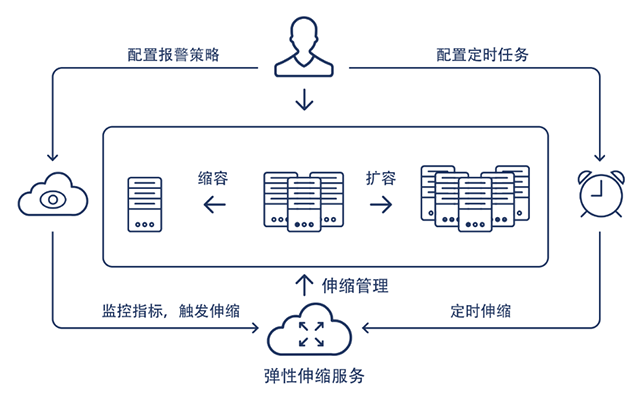 配置报警策略
配置定时任务
缩容
扩容
伸缩管理
监控指标，触发伸缩
定时伸缩
弹性伸缩服务